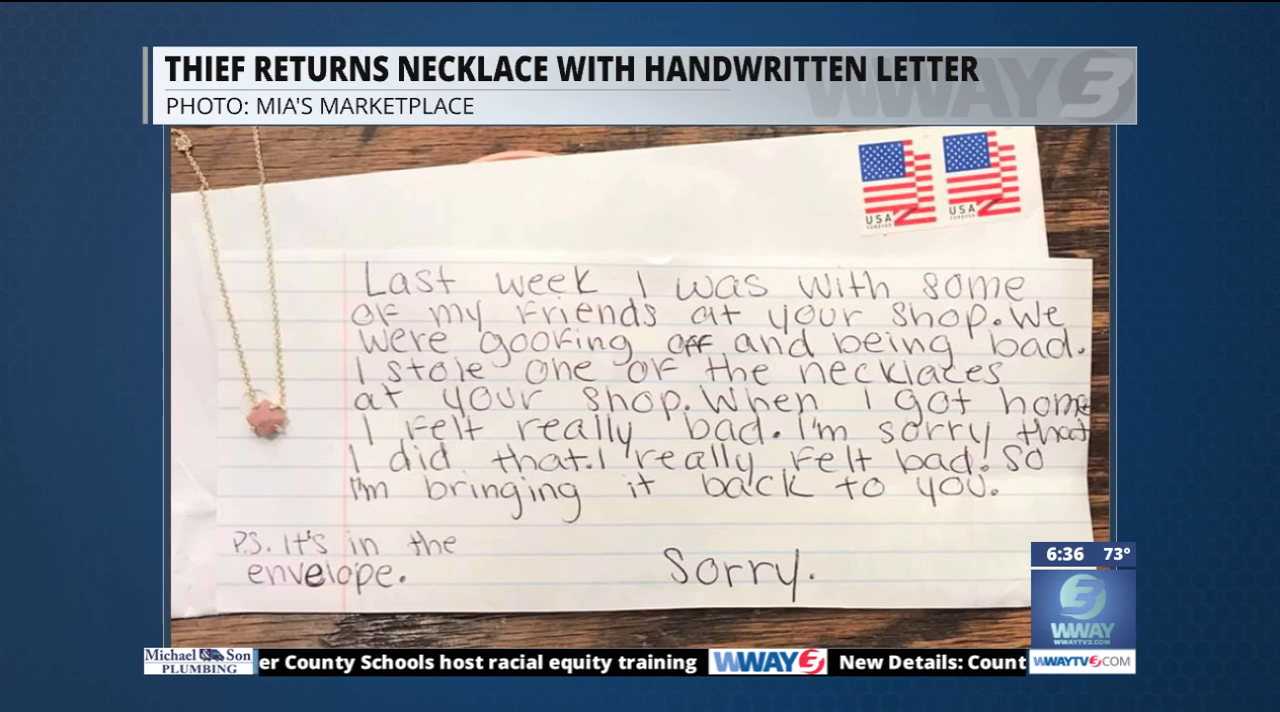 THIEF RETURNS NECKLACE WITH HANDWRITTEN LETTER
PHOTO: MIA'S MARKETPLACE
WWAY3
USA
FOREVER
USA
FOREVER
Last week I was with some
of my friends at your shop. We
were goofing off and being bad.
I stole one of the necklaces
at your shop. When I got home
I felt really bad. I'm sorry that
I did that. I really felt bad. So
I'm bringing it back to you.
P.S. It's in the
envelope.
Sorry.
6:36 73°
3
WWAY
WWAYTV3.COM
Michael & Son
PLUMBING
er County Schools host racial equity training WWAY3 New Details: Count
WWAYTV3.COM